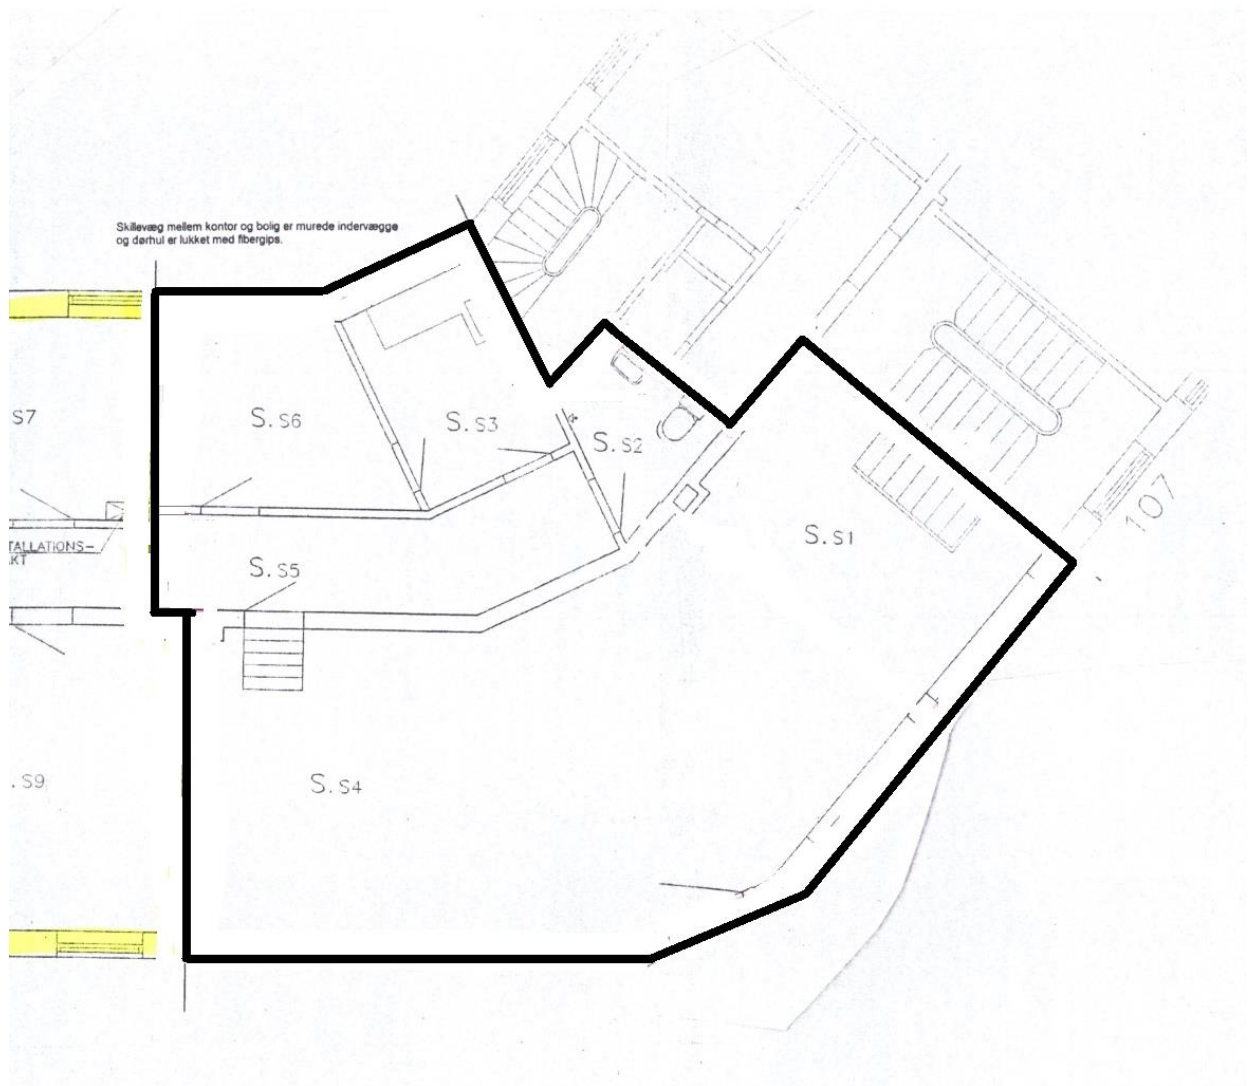 Skillevæg mellem kontor og bolig er murede indervægge
og dørhul er lukket med fibergips.
S7
S. S6
S. S3
S. S2
107
S. S1
TALLATIONS-
KT
S. S5
. S9
S. S4